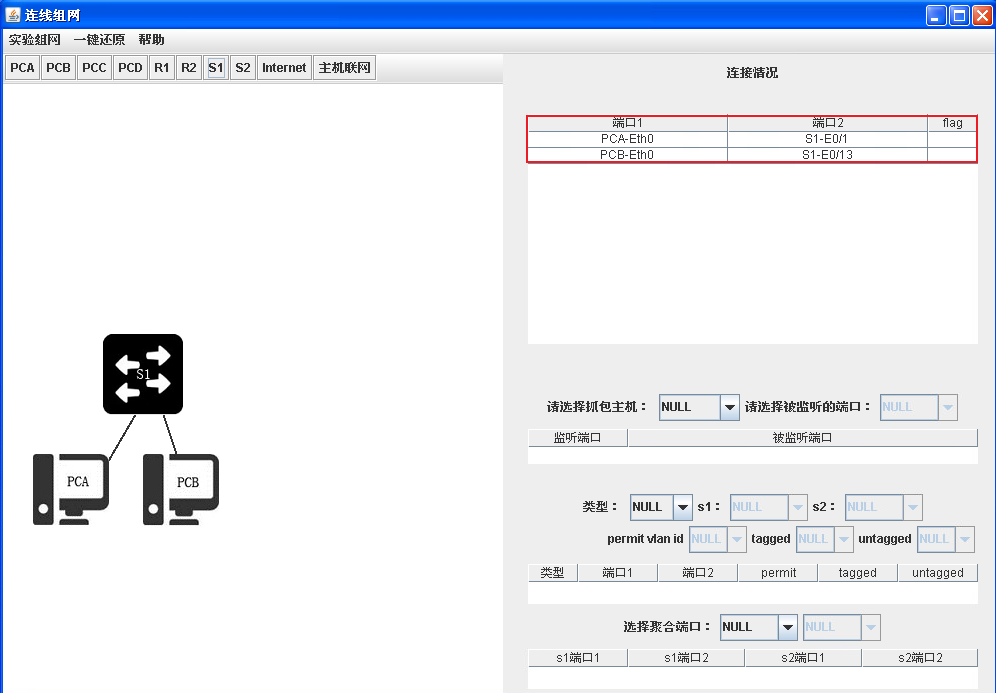 连线组网
实验组网 一键还原 帮助
PCA PCB PCC PCD R1 R2 S1 S2 Internet 主机联网
连接情况
端口1 端口2 flag
PCA-Eth0 S1-E0/1
PCB-Eth0 S1-E0/13
S1
PCA
PCB
请选择抓包主机： NULL 请选择被监听的端口： NULL
监听端口 被监听端口
类型： NULL s1： NULL s2： NULL
permit vlan id NULL tagged NULL untagged NULL
类型 端口1 端口2 permit tagged untagged
选择聚合端口： NULL NULL
s1端口1 s1端口2 s2端口1 s2端口2